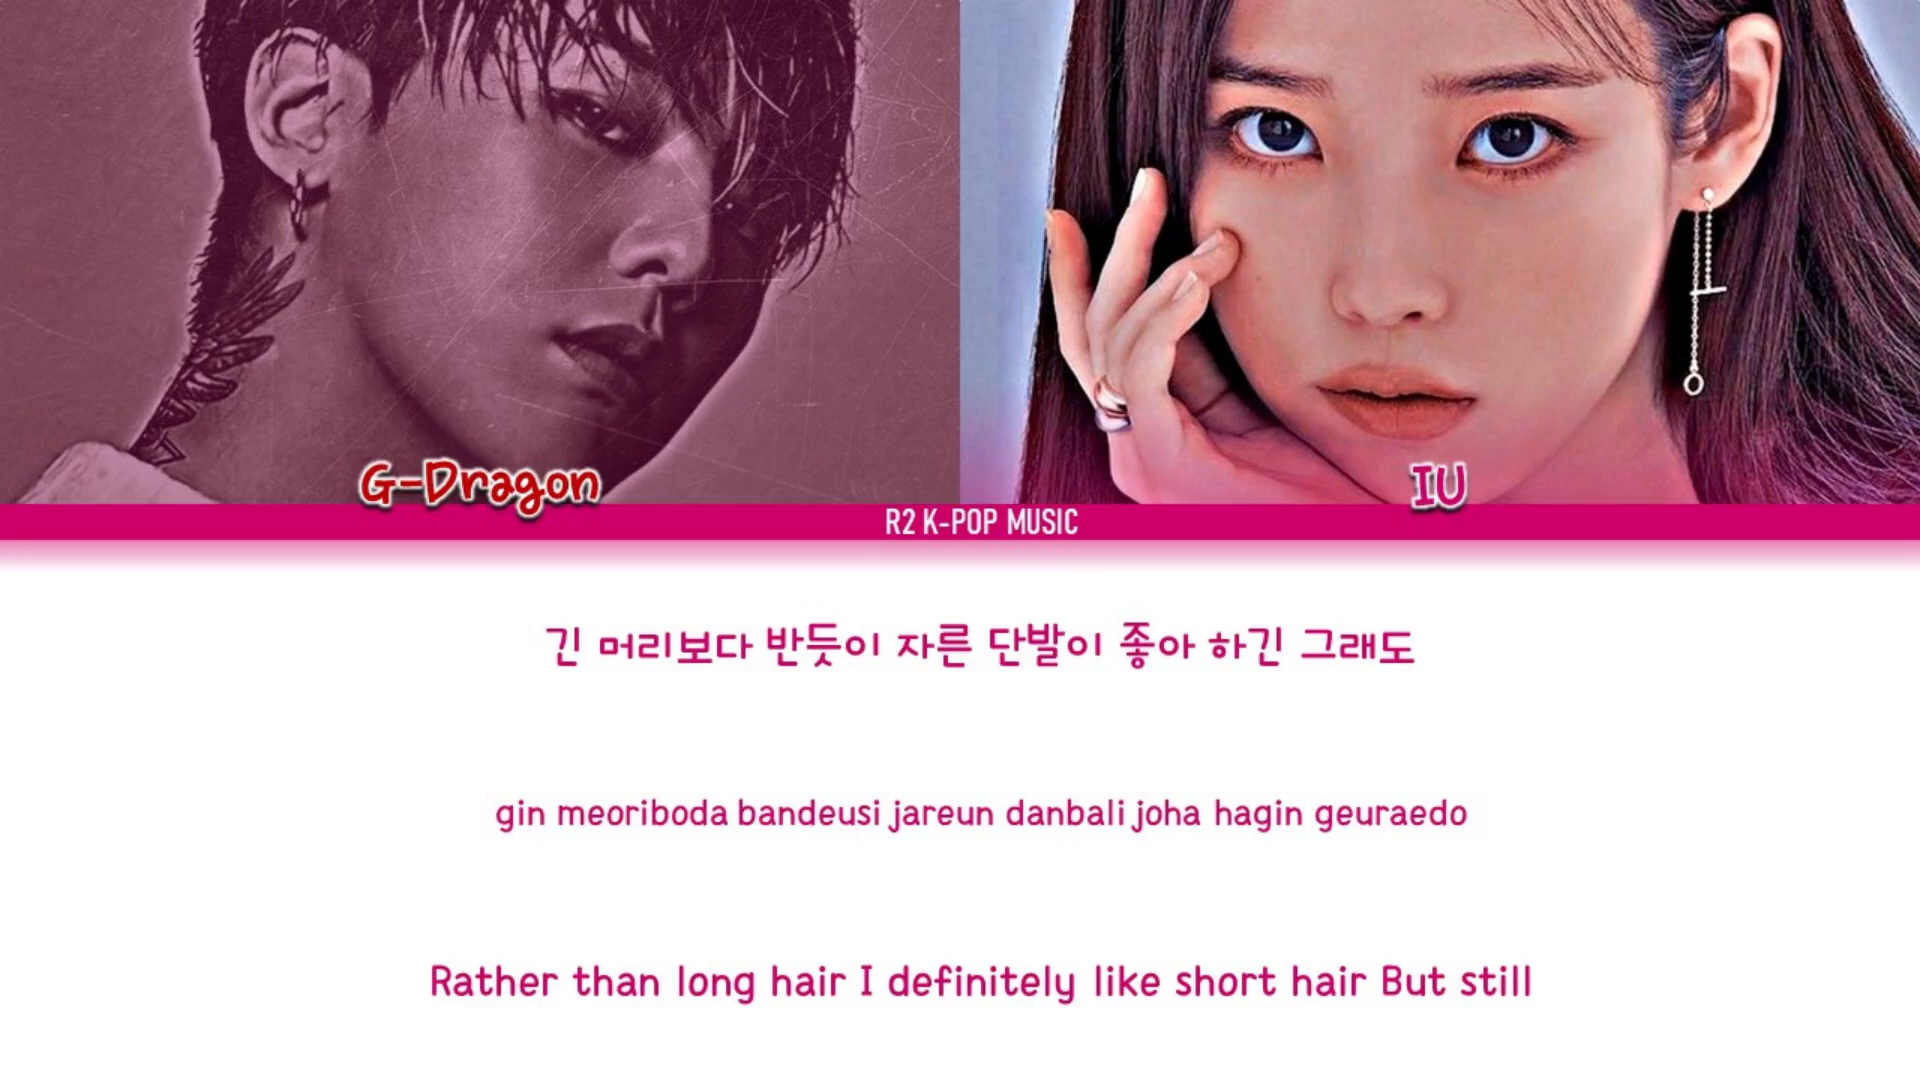 G-Dragon
IU
R2 K-POP MUSIC
긴 머리보다 반듯이 자른 단발이 좋아 하긴 그래도
gin meoriboda bandeusi jareun danbali joha hagin geuraedo
Rather than long hair I definitely like short hair But still